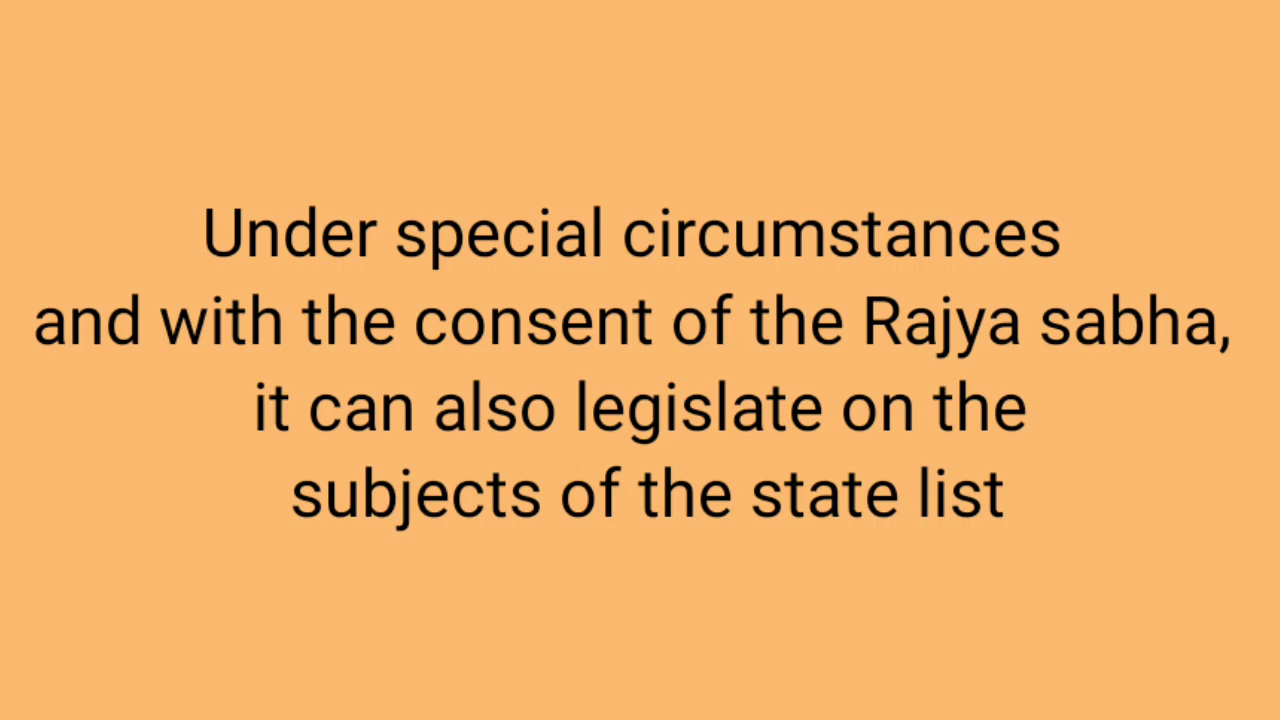 Under special circumstances
and with the consent of the Rajya sabha,
it can also legislate on the
subjects of the state list